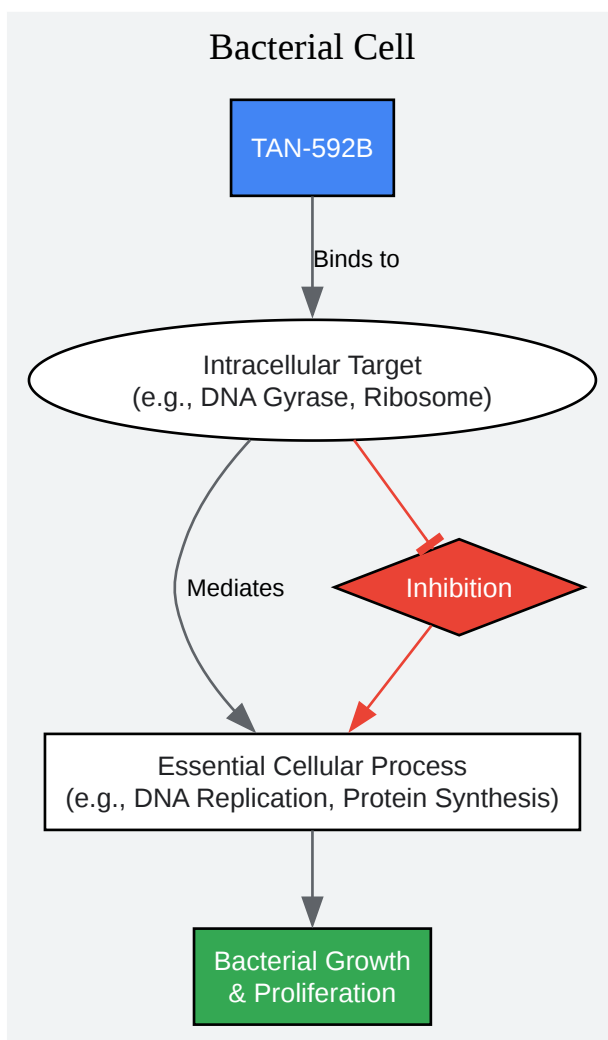 Bacterial Cell
TAN-592B
Binds to
Intracellular Target
(e.g., DNA Gyrase, Ribosome)
Mediates
Inhibition
Essential Cellular Process
(e.g., DNA Replication, Protein Synthesis)
Bacterial Growth
& Proliferation